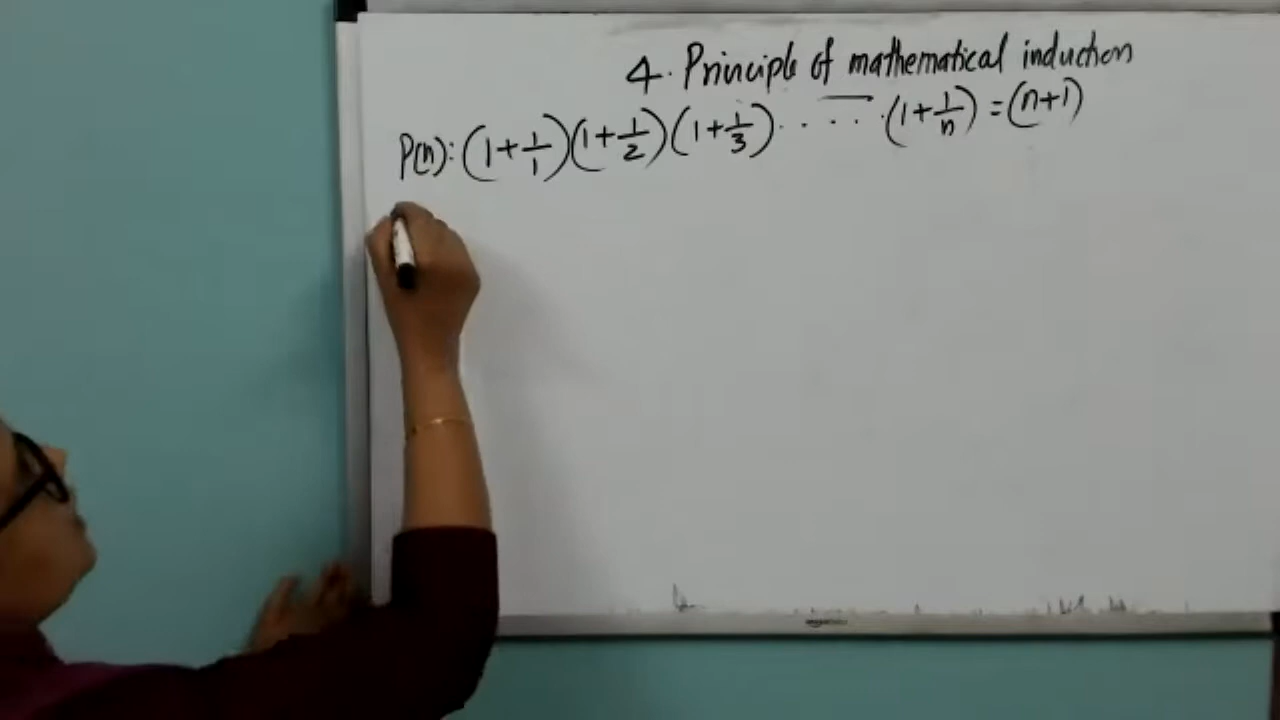 4. Principle of mathematical induction
P(n): (1+1/1)(1+1/2)(1+1/3)......(1+1/n) = (n+1)